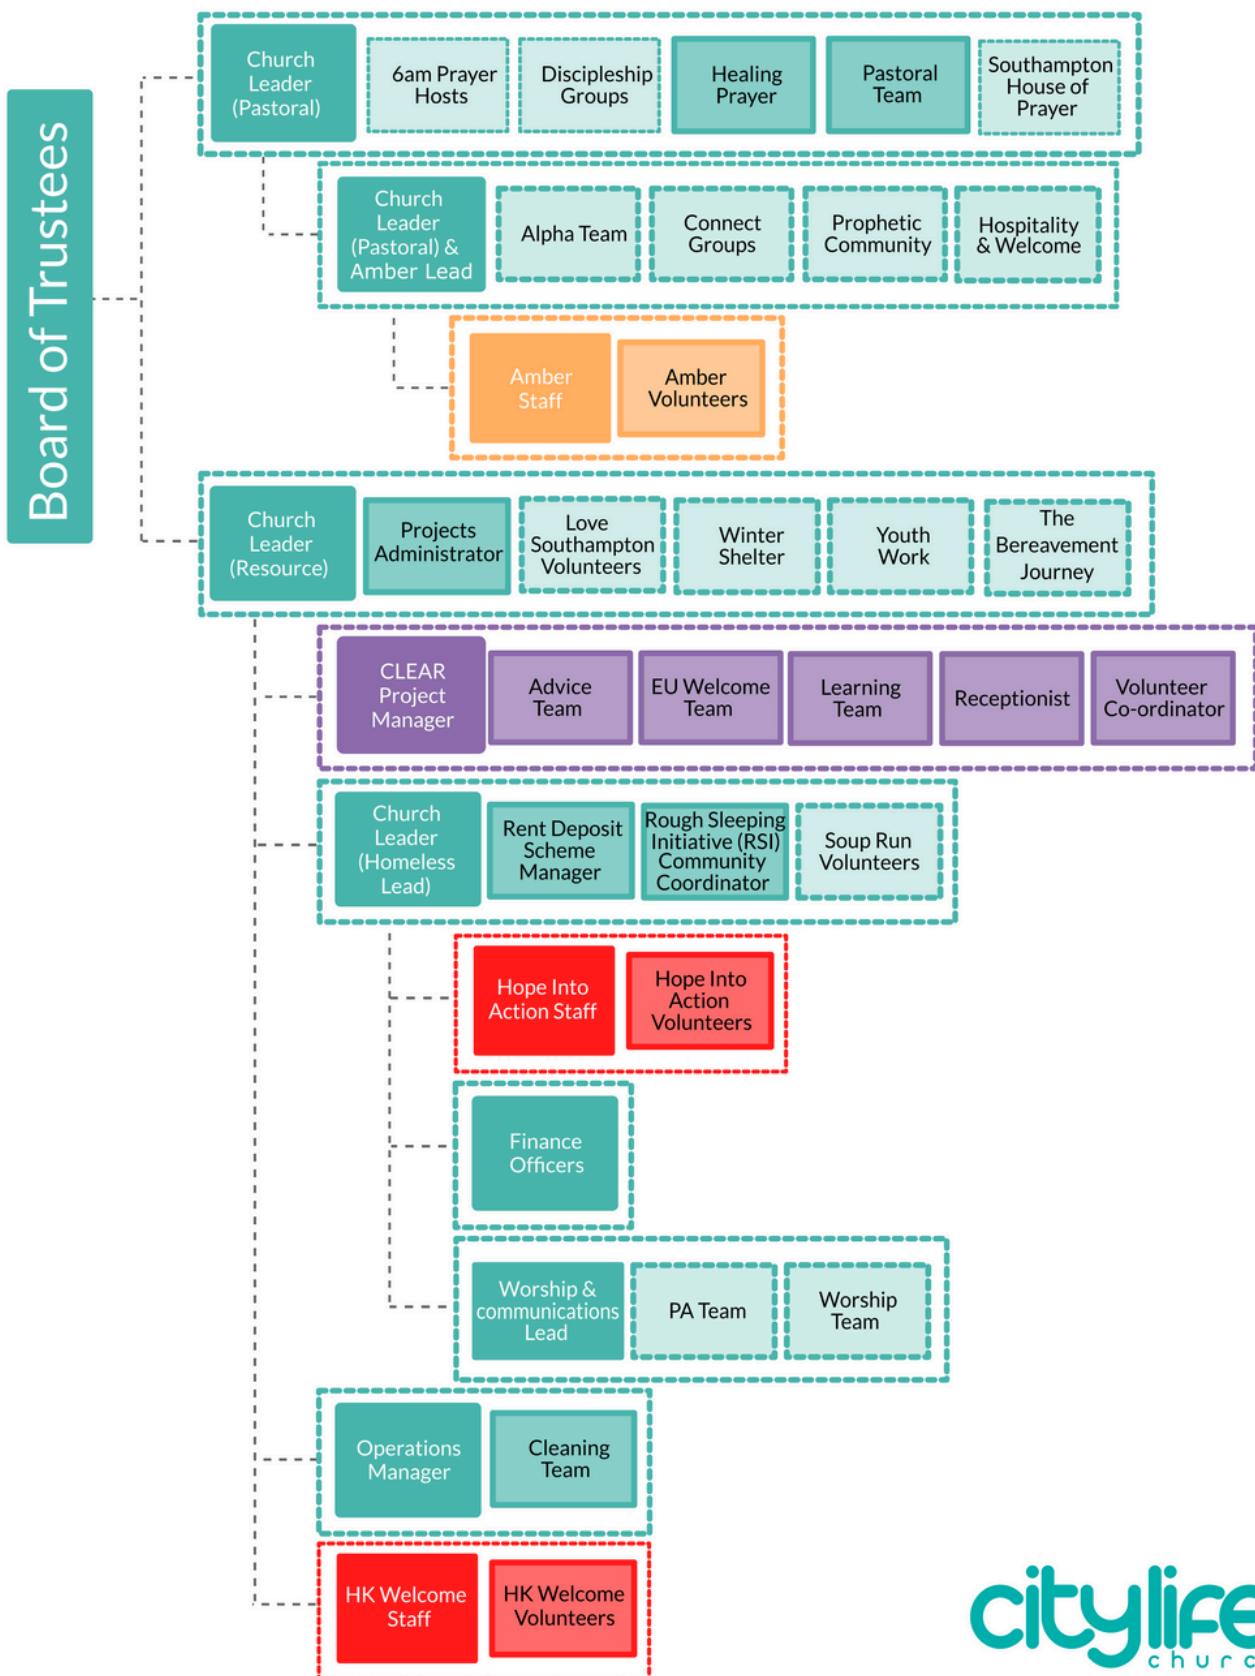 Board of Trustees
Church
Leader
(Pastoral)
6am Prayer
Hosts
Discipleship
Groups
Healing
Prayer
Pastoral
Team
Southampton
House of
Prayer
Church
Leader
(Pastoral) &
Amber Lead
Alpha Team
Connect
Groups
Prophetic
Community
Hospitality
& Welcome
Amber
Staff
Amber
Volunteers
Church
Leader
(Resource)
Projects
Administrator
Love
Southampton
Volunteers
Winter
Shelter
Youth
Work
The
Bereavement
Journey
CLEAR
Project
Manager
Advice
Team
EU Welcome
Team
Learning
Team
Receptionist
Volunteer
Co-ordinator
Church
Leader
(Homeless
Lead)
Rent Deposit
Scheme
Manager
Rough Sleeping
Initiative (RSI)
Community
Coordinator
Soup Run
Volunteers
Hope Into
Action Staff
Hope Into
Action
Volunteers
Finance
Officers
Worship &
communications
Lead
PA Team
Worship
Team
Operations
Manager
Cleaning
Team
HK Welcome
Staff
HK Welcome
Volunteers
citylife
churc